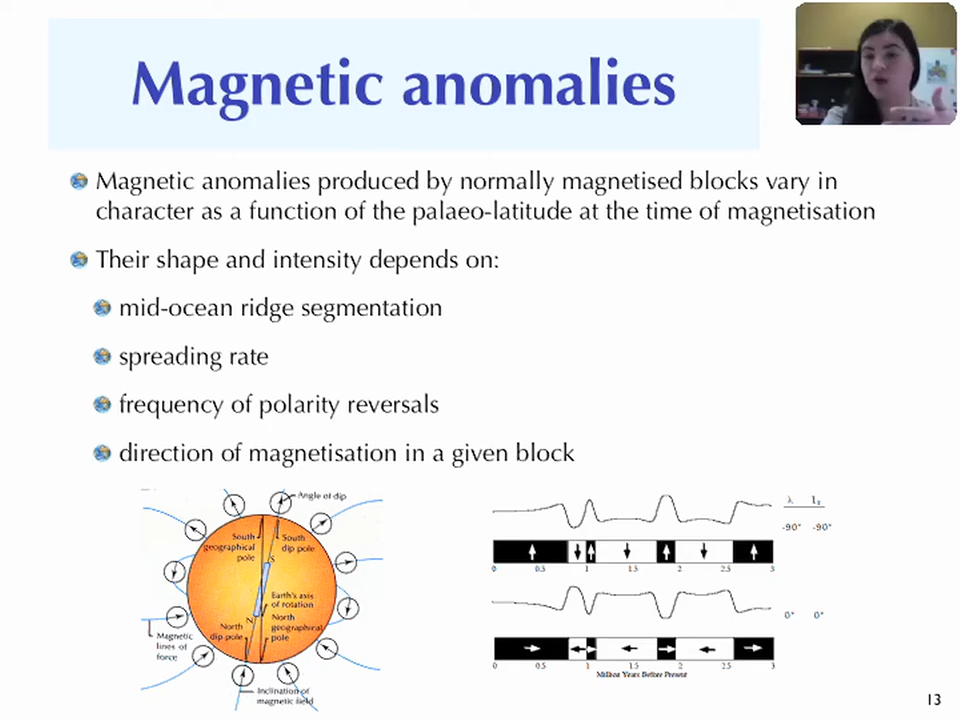 Magnetic anomalies
Magnetic anomalies produced by normally magnetised blocks vary in
character as a function of the palaeo-latitude at the time of magnetisation
Their shape and intensity depends on:
mid-ocean ridge segmentation
spreading rate
frequency of polarity reversals
direction of magnetisation in a given block
Angle of dip
South
geographical
pole
South
dip pole
S
Earth's axis
of rotation
N
North
dip pole
North
geographical
pole
Magnetic
lines of
force
Inclination of
magnetic field
λ
-90° -90°
0 0.5 1 1.5 2 2.5 3
0° 0°
0 0.5 1 1.5 2 2.5 3
Million Years Before Present
13